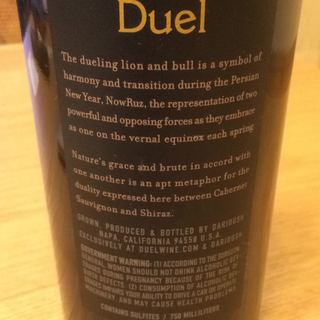 Duel
The dueling lion and bull is a symbol of
harmony and transition during the Persian
New Year, NowRuz, the representation of two
powerful and opposing forces as they embrace
as one on the vernal equinox each spring.
Nature's grace and brute in accord with
one another is an apt metaphor for the
duality expressed here between Cabernet
Sauvignon and Shiraz.
GROWN, PRODUCED & BOTTLED BY DARIOUSH
NAPA, CALIFORNIA 94558 U.S.A.
EXCLUSIVELY AT DUELWINE.COM & DARIOUSH
GOVERNMENT WARNING: (1) ACCORDING TO THE SURGEON
GENERAL, WOMEN SHOULD NOT DRINK ALCOHOLIC BEV-
ERAGES DURING PREGNANCY BECAUSE OF THE RISK OF
BIRTH DEFECTS. (2) CONSUMPTION OF ALCOHOLIC BEV-
ERAGES IMPAIRS YOUR ABILITY TO DRIVE A CAR OR OPERATE
MACHINERY, AND MAY CAUSE HEALTH PROBLEMS.
CONTAINS SULFITES / 750 MILLILITERS